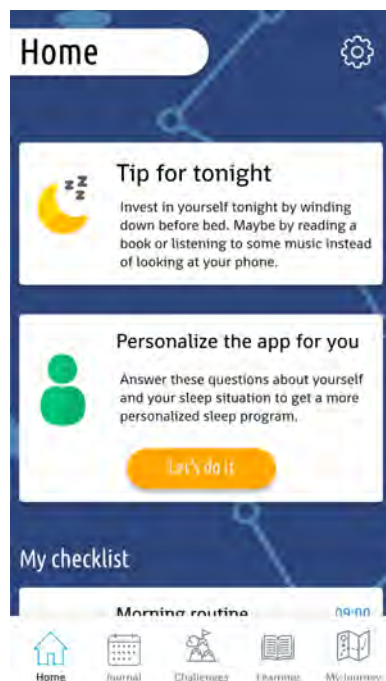 Home
z z
z
Tip for tonight
Invest in yourself tonight by winding
down before bed. Maybe by reading a
book or listening to some music instead
of looking at your phone.
Personalize the app for you
Answer these questions about yourself
and your sleep situation to get a more
personalized sleep program.
Let's do it
My checklist
Morning routine 09:00
Home Journal Challenges Learning My Journey